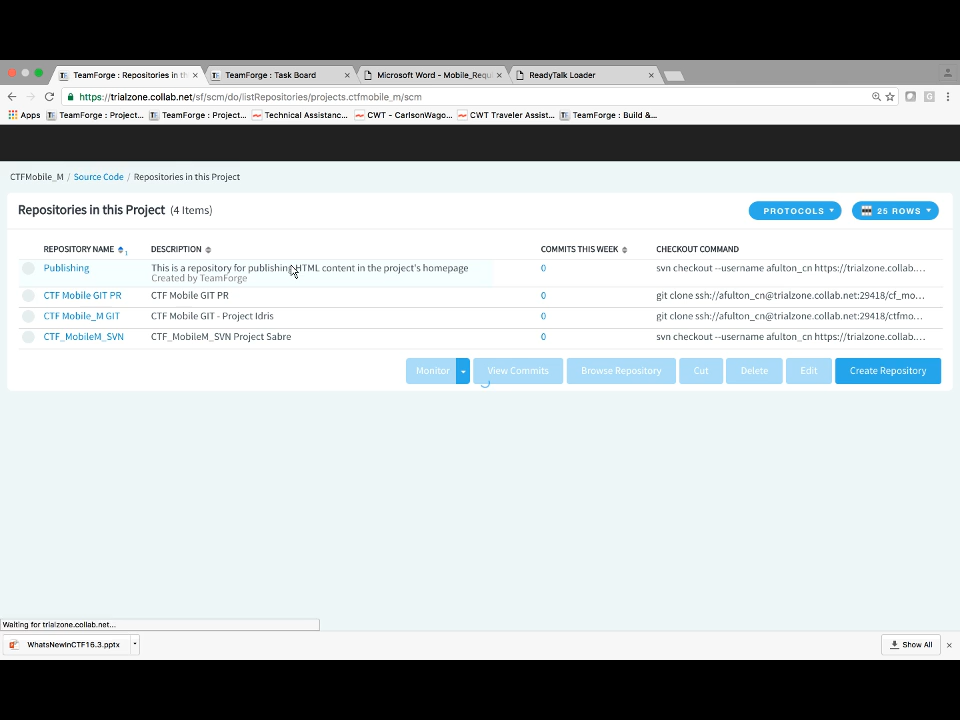 TeamForge : Repositories in th
TeamForge : Task Board
Microsoft Word - Mobile_Requi
ReadyTalk Loader
https://trialzone.collab.net/sf/scm/do/listRepositories/projects.ctfmobile_m/scm
Apps
TeamForge : Project...
TeamForge : Project...
Technical Assistanc...
CWT - CarlsonWago...
CWT Traveler Assist...
TeamForge : Build &...
CTFMobile_M / Source Code / Repositories in this Project
Repositories in this Project (4 Items)
PROTOCOLS
25 ROWS
REPOSITORY NAME 1 DESCRIPTION COMMITS THIS WEEK CHECKOUT COMMAND
Publishing This is a repository for publishing HTML content in the project's homepage 0 svn checkout --username afulton_cn https://trialzone.collab....
Created by TeamForge
CTF Mobile GIT PR CTF Mobile GIT PR 0 git clone ssh://afulton_cn@trialzone.collab.net:29418/cf_mo...
CTF Mobile_M GIT CTF Mobile GIT - Project Idris 0 git clone ssh://afulton_cn@trialzone.collab.net:29418/ctfmo...
CTF_MobileM_SVN CTF_MobileM_SVN Project Sabre 0 svn checkout --username afulton_cn https://trialzone.collab....
Monitor View Commits Browse Repository Cut Delete Edit Create Repository
Waiting for trialzone.collab.net...
WhatsNewInCTF16.3.pptx
Show All